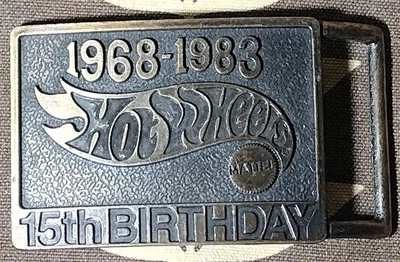 1968-1983
Hot Wheels
MATTEL
15th BIRTHDAY